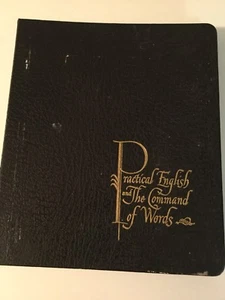 Practical English
and The Command
of Words